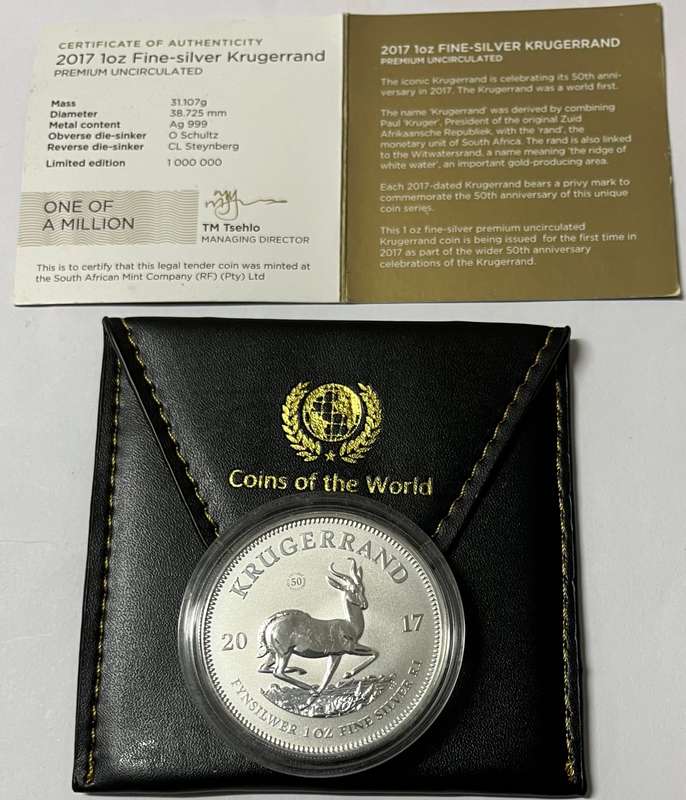 CERTIFICATE OF AUTHENTICITY
2017 1oz Fine-silver Krugerrand
PREMIUM UNCIRCULATED
Mass 31.107g
Diameter 38.725 mm
Metal content Ag 999
Obverse die-sinker O Schultz
Reverse die-sinker CL Steynberg
Limited edition 1 000 000
ONE OF
A MILLION
TM Tsehlo
MANAGING DIRECTOR
This is to certify that this legal tender coin was minted at
the South African Mint Company (RF) (Pty) Ltd
2017 1oz FINE-SILVER KRUGERRAND
PREMIUM UNCIRCULATED
The iconic Krugerrand is celebrating its 50th anni-
versary in 2017. The Krugerrand was a world first.
The name 'Krugerrand' was derived by combining
Paul 'Kruger', President of the original Zuid
Afrikaansche Republiek, with the 'rand', the
monetary unit of South Africa. The rand is also linked
to the Witwatersrand, a name meaning 'the ridge of
white water', an important gold-producing area.
Each 2017-dated Krugerrand bears a privy mark to
commemorate the 50th anniversary of this unique
coin series.
This 1 oz fine-silver premium uncirculated
Krugerrand coin is being issued for the first time in
2017 as part of the wider 50th anniversary
celebrations of the Krugerrand.
Coins of the World
KRUGERRAND
50
20 17
FYNSILWER 1 OZ FINE SILVER R1